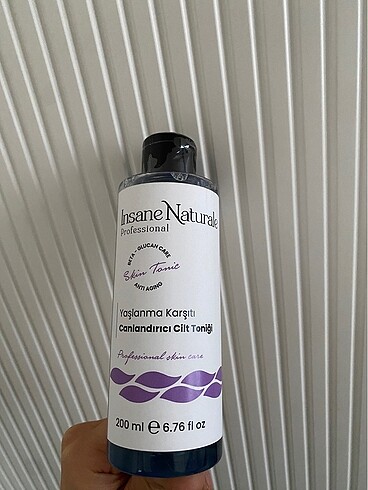 Insane Naturale
Professional
BETA - GLUCAN CARE
Skin Tonic
ANTI AGING
Yaşlanma Karşıtı
Canlandırıcı Cilt Toniği
Professional skin care
200 ml ℮ 6.76 fl oz